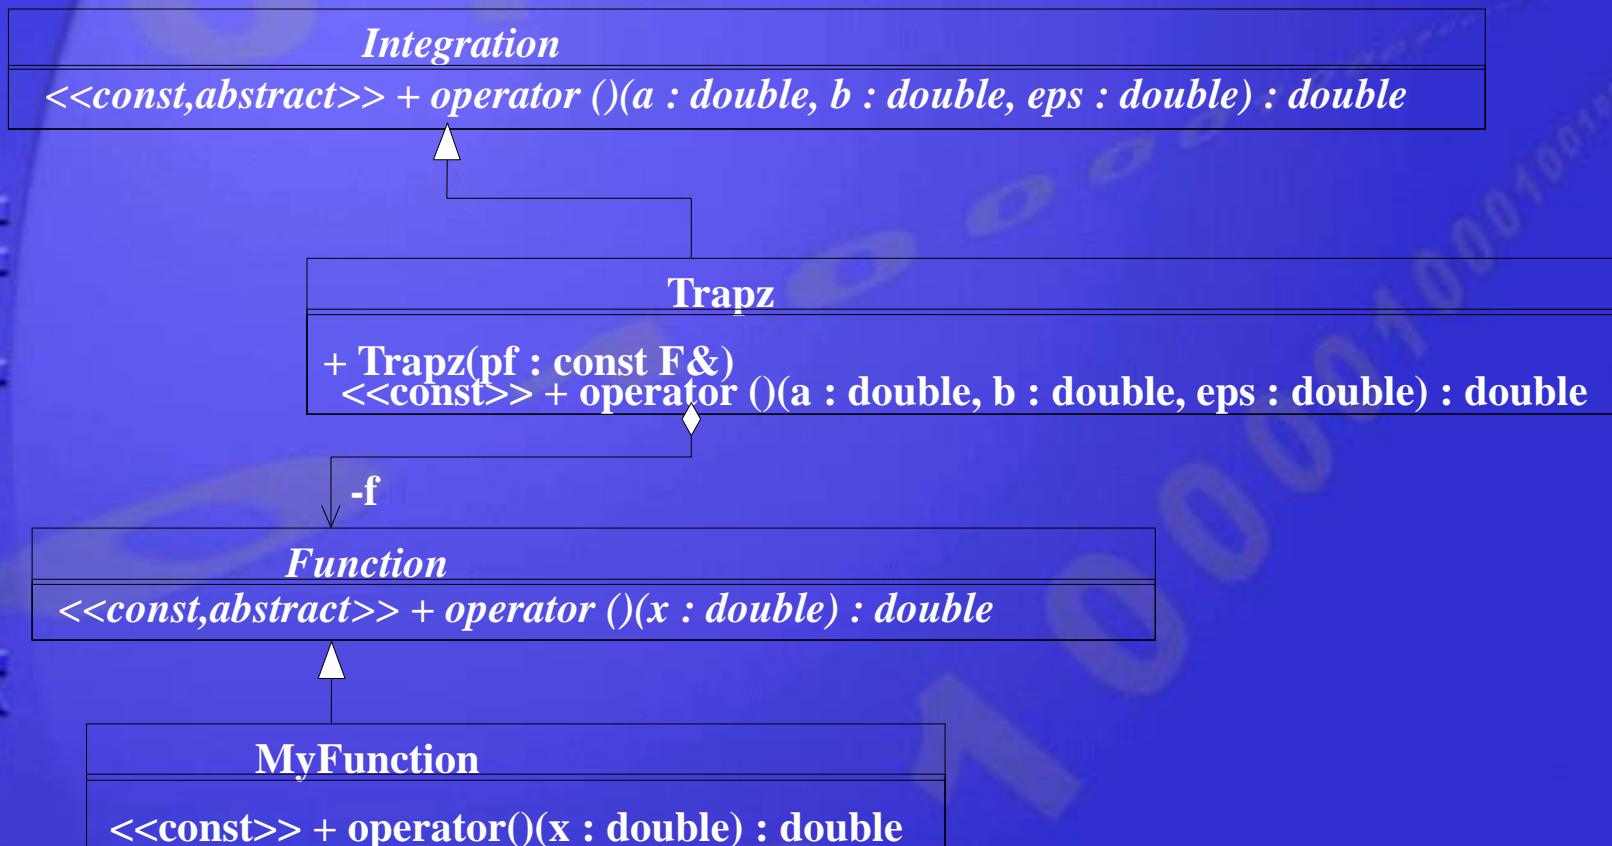 Integration
<<const,abstract>> + operator ()(a : double, b : double, eps : double) : double
Trapz
+ Trapz(pf : const F&)
<<const>> + operator ()(a : double, b : double, eps : double) : double
-f
Function
<<const,abstract>> + operator ()(x : double) : double
MyFunction
<<const>> + operator()(x : double) : double